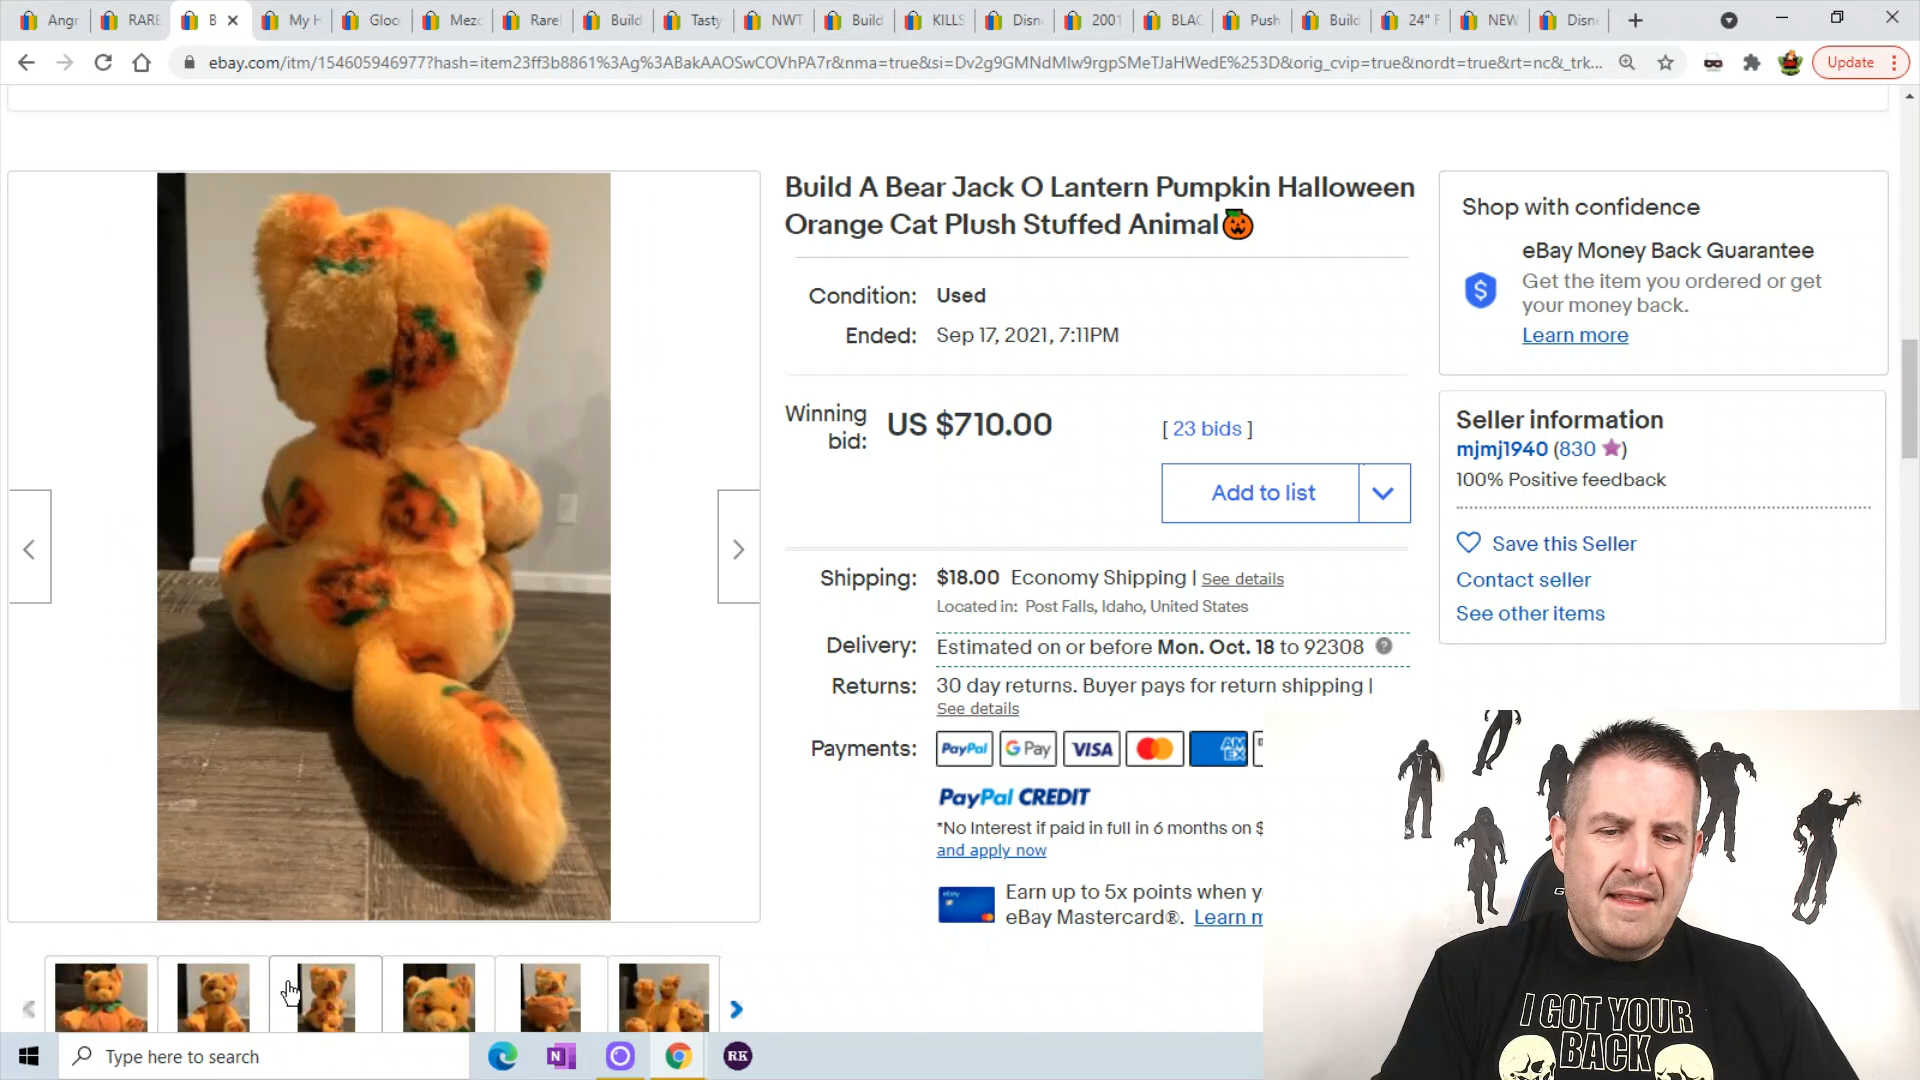 Angr
RARE
B
My H
Gloo
Mezc
Rare
Build
Tasty
NWT
Build
KILLS
Disn
2001
BLAC
Push
Build
24" F
NEW
Disn
ebay.com/itm/154605946977?hash=item23ff3b8861%3Ag%3ABakAAOSwCOVhPA7r&nma=true&si=Dv2g9GMNdMIw9rgpSMeTJaHWedE%253D&orig_cvip=true&nordt=true&rt=nc&_trk...
Update
Build A Bear Jack O Lantern Pumpkin Halloween
Orange Cat Plush Stuffed Animal🎃
Condition: Used
Ended: Sep 17, 2021, 7:11PM
Winning
bid:
US $710.00
[ 23 bids ]
Add to list
Shipping: $18.00 Economy Shipping | See details
Located in: Post Falls, Idaho, United States
Delivery: Estimated on or before Mon. Oct. 18 to 92308
Returns: 30 day returns. Buyer pays for return shipping |
See details
Payments: PayPal G Pay VISA AM EX
PayPal CREDIT
*No Interest if paid in full in 6 months on $
and apply now
Earn up to 5x points when y
eBay Mastercard®. Learn m
Shop with confidence
eBay Money Back Guarantee
Get the item you ordered or get
your money back.
Learn more
Seller information
mjmj1940 (830 ★)
100% Positive feedback
Save this Seller
Contact seller
See other items
I GOT YOUR
BACK
Type here to search
N
RK